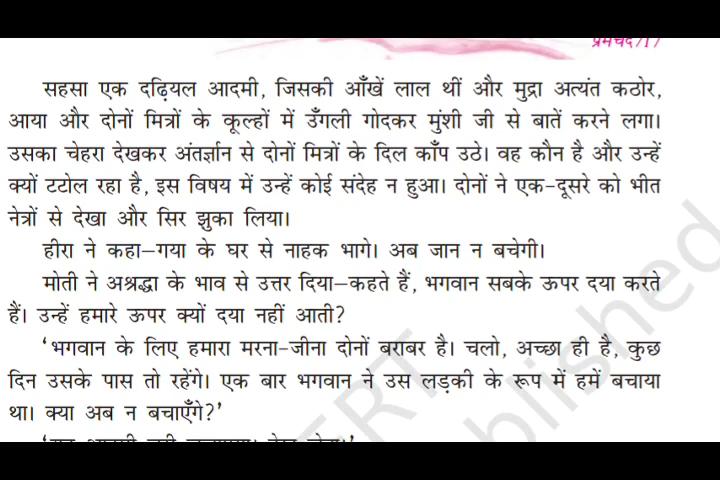 प्रेमचंद/17
सहसा एक दढ़ियल आदमी, जिसकी आँखें लाल थीं और मुद्रा अत्यंत कठोर,
आया और दोनों मित्रों के कूल्हों में उँगली गोदकर मुंशी जी से बातें करने लगा।
उसका चेहरा देखकर अंतर्ज्ञान से दोनों मित्रों के दिल काँप उठे। वह कौन है और उन्हें
क्यों टटोल रहा है, इस विषय में उन्हें कोई संदेह न हुआ। दोनों ने एक-दूसरे को भीत
नेत्रों से देखा और सिर झुका लिया।
हीरा ने कहा—गया के घर से नाहक भागे। अब जान न बचेगी।
मोती ने अश्रद्धा के भाव से उत्तर दिया—कहते हैं, भगवान सबके ऊपर दया करते
हैं। उन्हें हमारे ऊपर क्यों दया नहीं आती?
‘भगवान के लिए हमारा मरना-जीना दोनों बराबर है। चलो, अच्छा ही है, कुछ
दिन उसके पास तो रहेंगे। एक बार भगवान ने उस लड़की के रूप में हमें बचाया
था। क्या अब न बचाएँगे?’